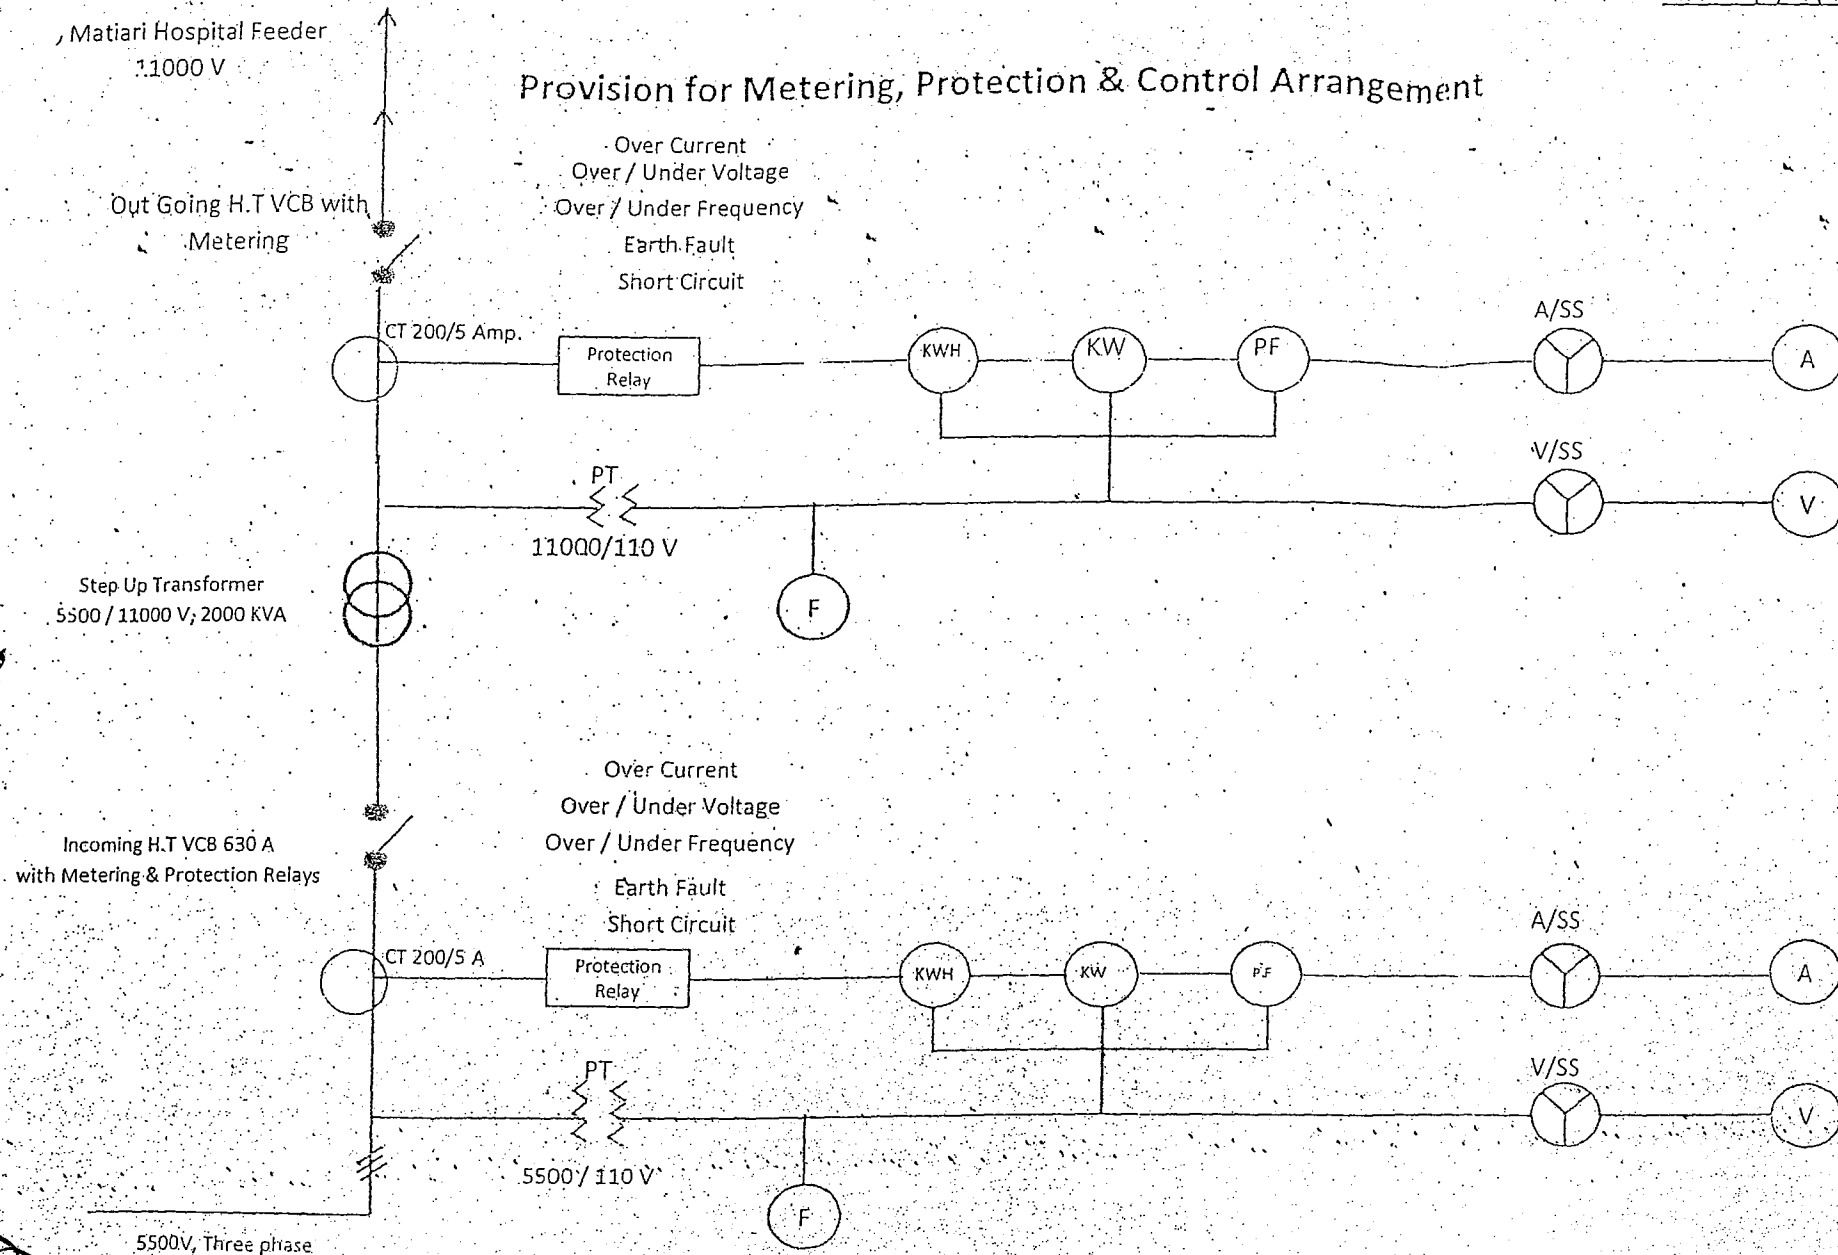 Matiari Hospital Feeder
11000 V
Provision for Metering, Protection & Control Arrangement
Over Current
Over / Under Voltage
Over / Under Frequency
Earth Fault
Short Circuit
Out Going H.T VCB with
Metering
CT 200/5 Amp.
Protection
Relay
KWH
KW
PF
A/SS
A
PT
11000/110 V
F
V/SS
V
Step Up Transformer
5500 / 11000 V, 2000 KVA
Over Current
Over / Under Voltage
Over / Under Frequency
Earth Fault
Short Circuit
Incoming H.T VCB 630 A
with Metering & Protection Relays
CT 200/5 A
Protection
Relay
KWH
KW
P.F
A/SS
A
PT
5500 / 110 V
F
V/SS
V
5500V, Three phase